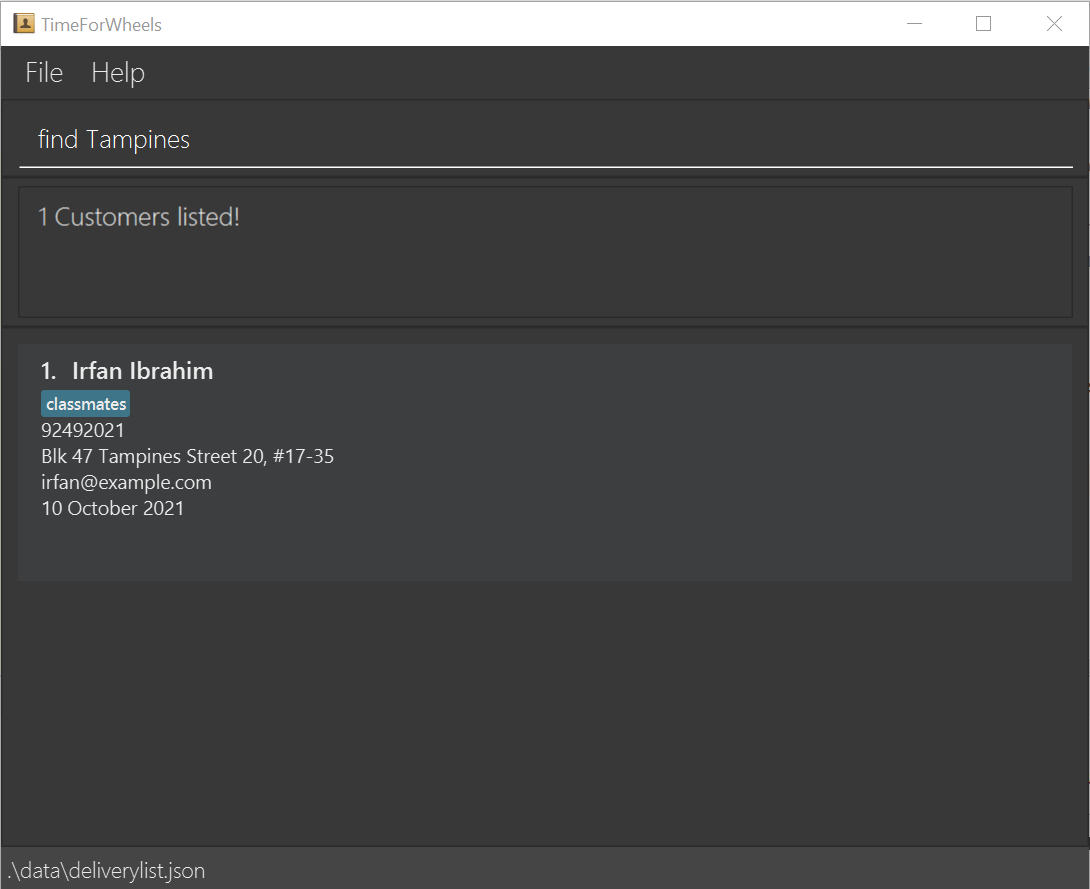 TimeForWheels
File Help
find Tampines
1 Customers listed!
1. Irfan Ibrahim
classmates
92492021
Blk 47 Tampines Street 20, #17-35
irfan@example.com
10 October 2021
.\data\deliverylist.json